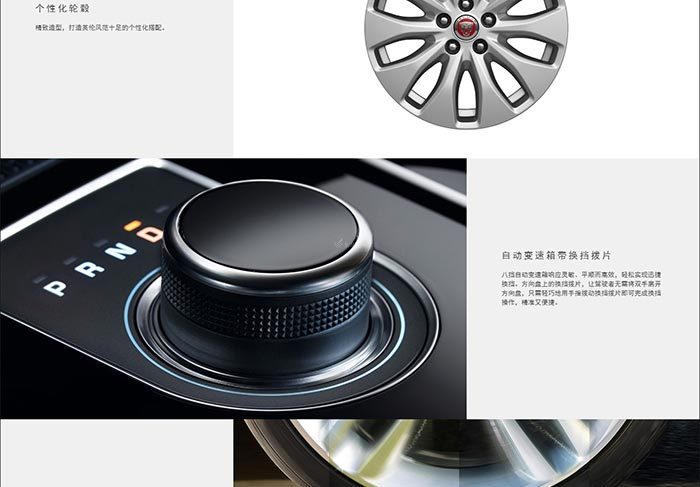 个性化轮毂
精致造型，打造英伦风范十足的个性化搭配。
P R N D
自动变速箱带换挡拨片
八挡自动变速箱响应灵敏、平顺而高效，轻松实现迅捷
换挡。方向盘上的换挡拨片，让驾驶者无需将双手离开
方向盘，只需轻巧地用手指拨动换挡拨片即可完成换挡
操作，精准又便捷。